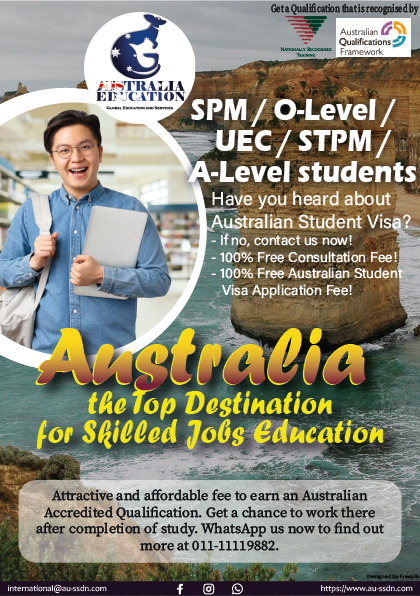 Get a Qualification that is recognised by
NATIONALLY RECOGNISED
TRAINING
Australian
Qualifications
Framework
AUSTRALIA
EDUCATION
GLOBAL EDUCATION AND SERVICES
SPM / O-Level /
UEC / STPM /
A-Level students
Have you heard about
Australian Student Visa?
- If no, contact us now!
- 100% Free Consultation Fee!
- 100% Free Australian Student
Visa Application Fee!
Australia
the Top Destination
for Skilled Jobs Education
Attractive and affordable fee to earn an Australian
Accredited Qualification. Get a chance to work there
after completion of study. WhatsApp us now to find out
more at 011-11119882.
Designed by Freepik
international@au-ssdn.com
https://www.au-ssdn.com